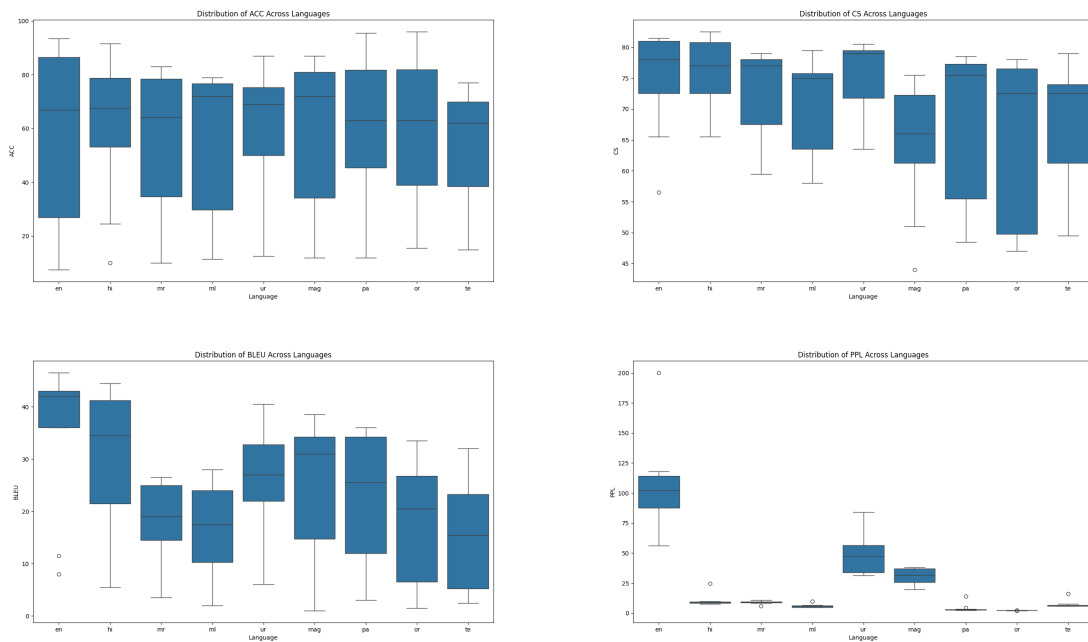 Distribution of ACC Across Languages
100
80
60
40
20
ACC
en hi mr ml ur mag pa or te
Language
Distribution of CS Across Languages
80
75
70
65
60
55
50
45
CS
en hi mr ml ur mag pa or te
Language
Distribution of BLEU Across Languages
40
30
20
10
0
BLEU
en hi mr ml ur mag pa or te
Language
Distribution of PPL Across Languages
200
175
150
125
100
75
50
25
0
PPL
en hi mr ml ur mag pa or te
Language